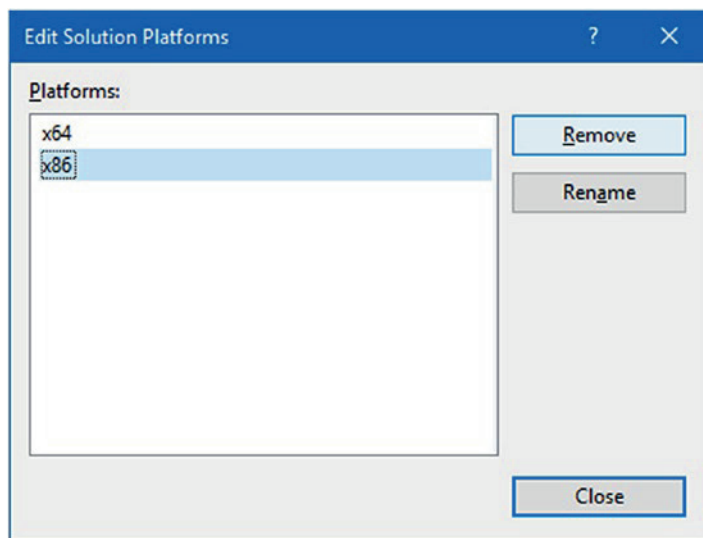 Edit Solution Platforms ?
Platforms:
x64
x86
Remove
Rename
Close